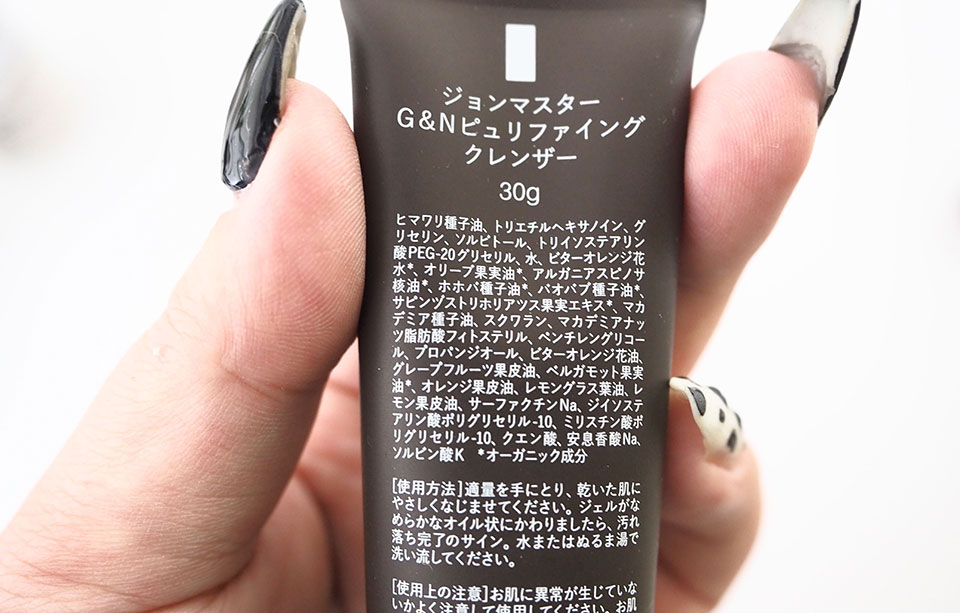 ジョンマスター
G&Nピュリファイング
クレンザー
30g
ヒマワリ種子油、トリエチルヘキサノイン、グ
リセリン、ソルビトール、トリイソステアリン
酸PEG-20グリセリル、水、ビターオレンジ花
水*、オリーブ果実油*、アルガニアスピノサ
核油*、ホホバ種子油*、バオバブ種子油*、
サピンヅストリホリアツス果実エキス*、マカ
デミア種子油、スクワラン、マカデミアナッ
ツ脂肪酸フィトステリル、ペンチレングリコー
ル、プロパンジオール、ビターオレンジ花油、
グレープフルーツ果皮油、ベルガモット果実
油*、オレンジ果皮油、レモングラス葉油、レ
モン果皮油、サーファクチンNa、ジイソステ
アリン酸ポリグリセリル-10、ミリスチン酸ポ
リグリセリル-10、クエン酸、安息香酸Na、
ソルビン酸K *オーガニック成分
[使用方法]適量を手にとり、乾いた肌に
やさしくなじませてください。ジェルがな
めらかなオイル状にかわりましたら、汚れ
落ち完了のサイン。水またはぬるま湯で
洗い流してください。
[使用上の注意]お肌に異常が生じていな
いかよく注意して使用してください。お肌